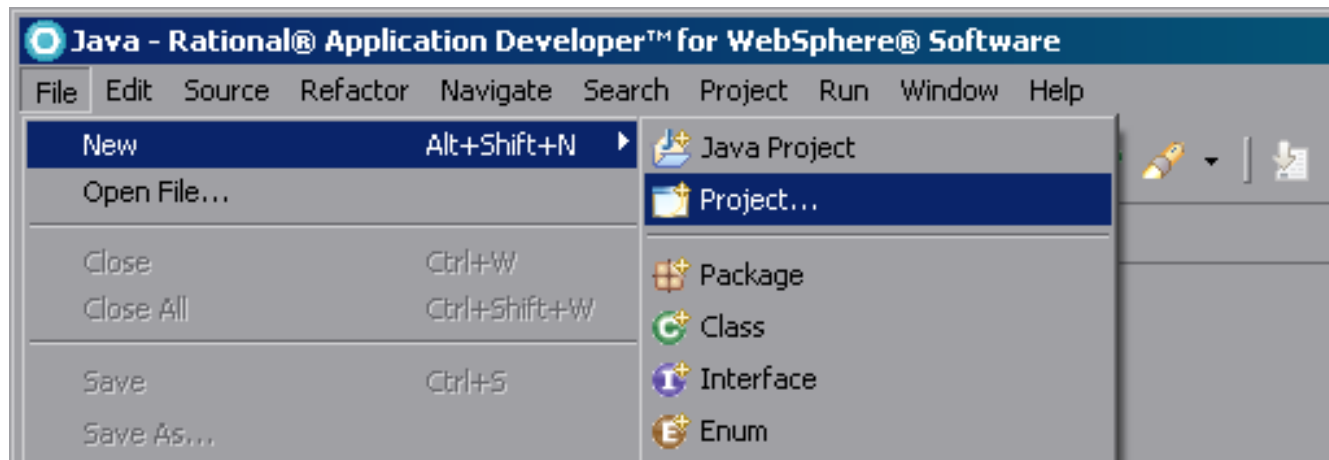 Java - Rational® Application Developer™ for WebSphere® Software
File Edit Source Refactor Navigate Search Project Run Window Help
New Alt+Shift+N
Open File...
Close Ctrl+W
Close All Ctrl+Shift+W
Save Ctrl+S
Save As...
Java Project
Project...
Package
Class
Interface
Enum